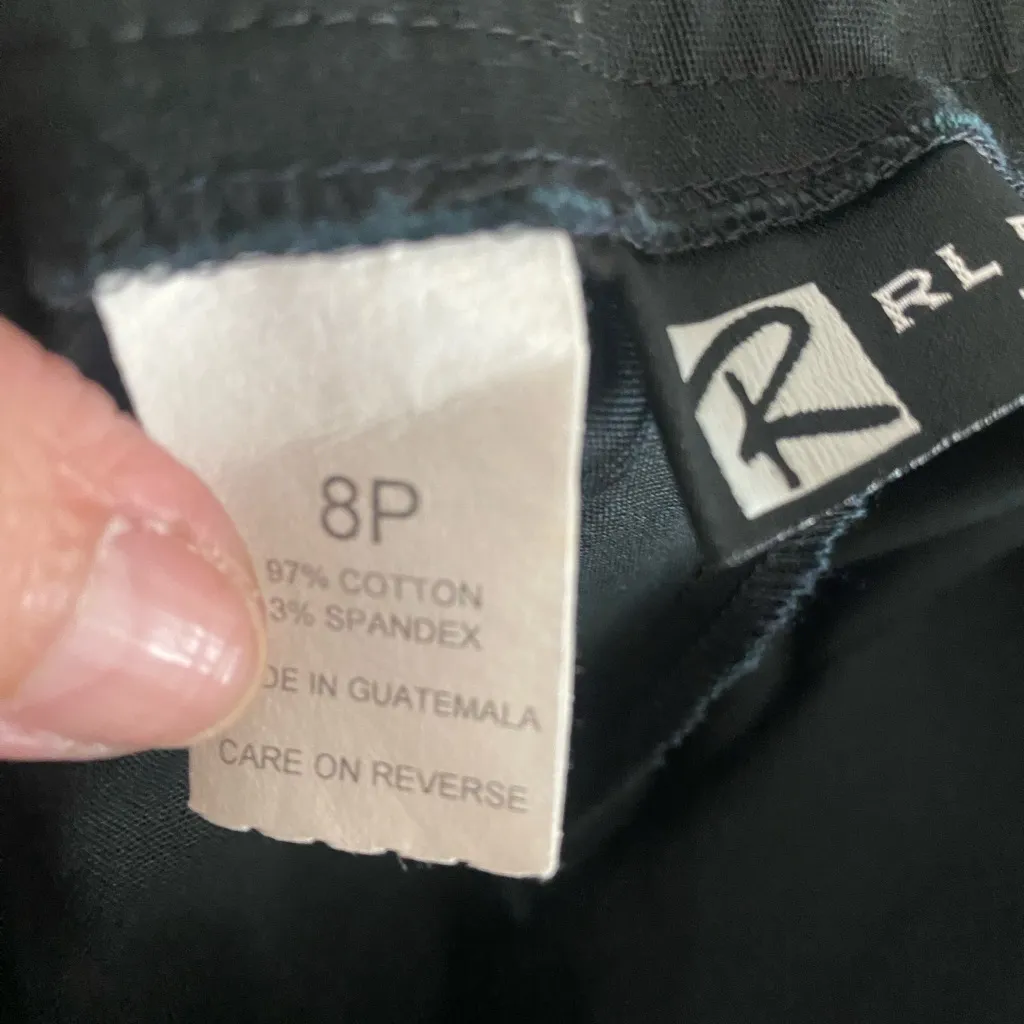 8P
97% COTTON
3% SPANDEX
DE IN GUATEMALA
CARE ON REVERSE
R RL